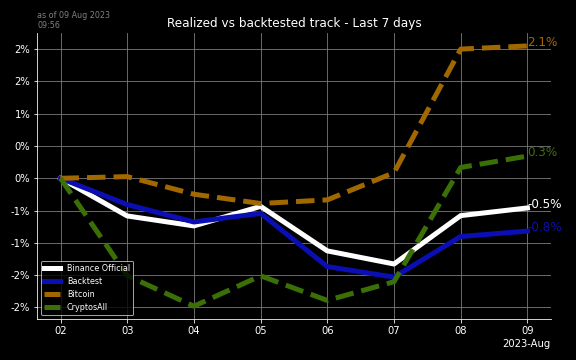 as of 09 Aug 2023
09:56
Realized vs backtested track - Last 7 days
2%
2%
1%
0%
0%
-1%
-1%
-2%
-2%
2.1%
0.3%
-0.5%
-0.8%
Binance Official
Backtest
Bitcoin
CryptosAll
02 03 04 05 06 07 08 09
2023-Aug